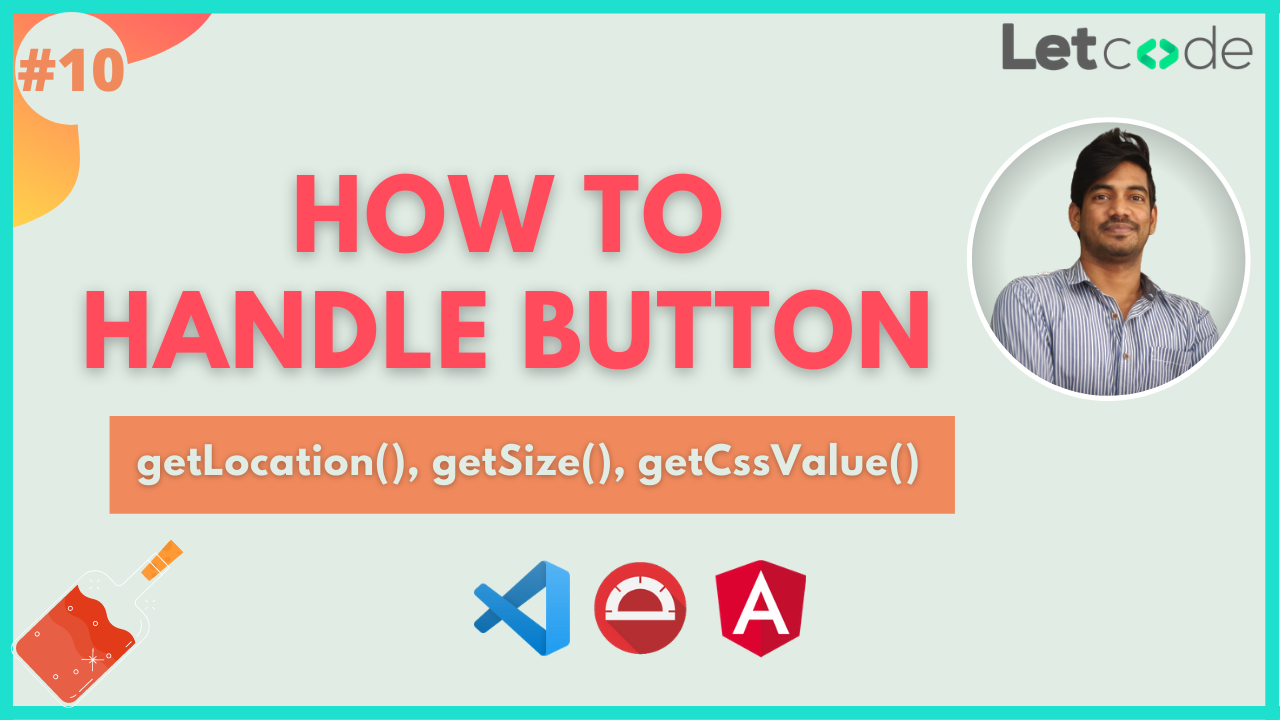 #10
Letcode
HOW TO
HANDLE BUTTON
getLocation(), getSize(), getCssValue()
A